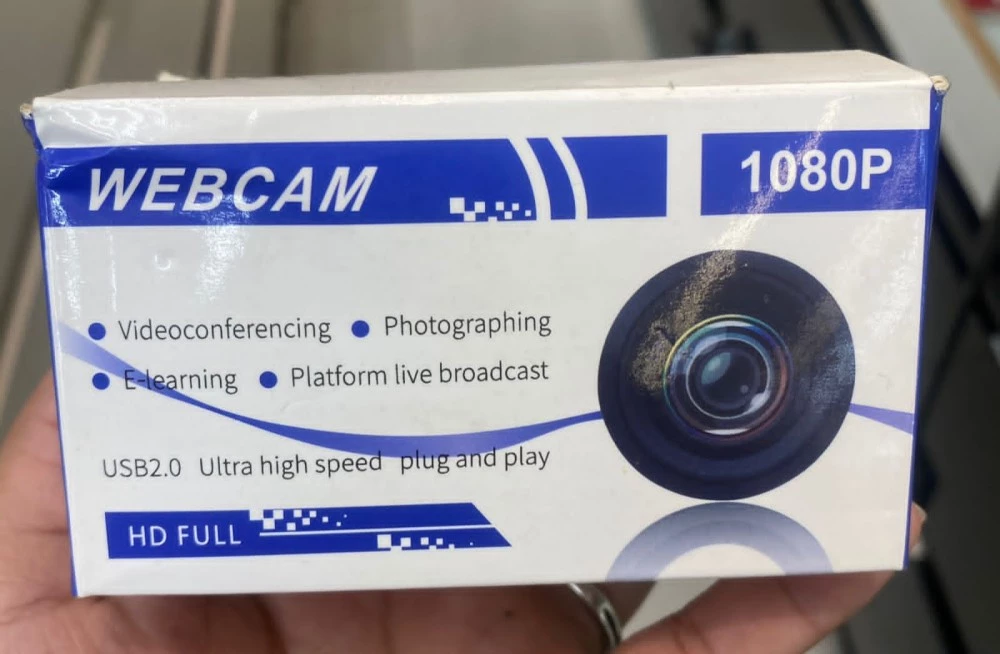 WEBCAM 1080P
● Videoconferencing ● Photographing
● E-learning ● Platform live broadcast
USB2.0 Ultra high speed plug and play
HD FULL